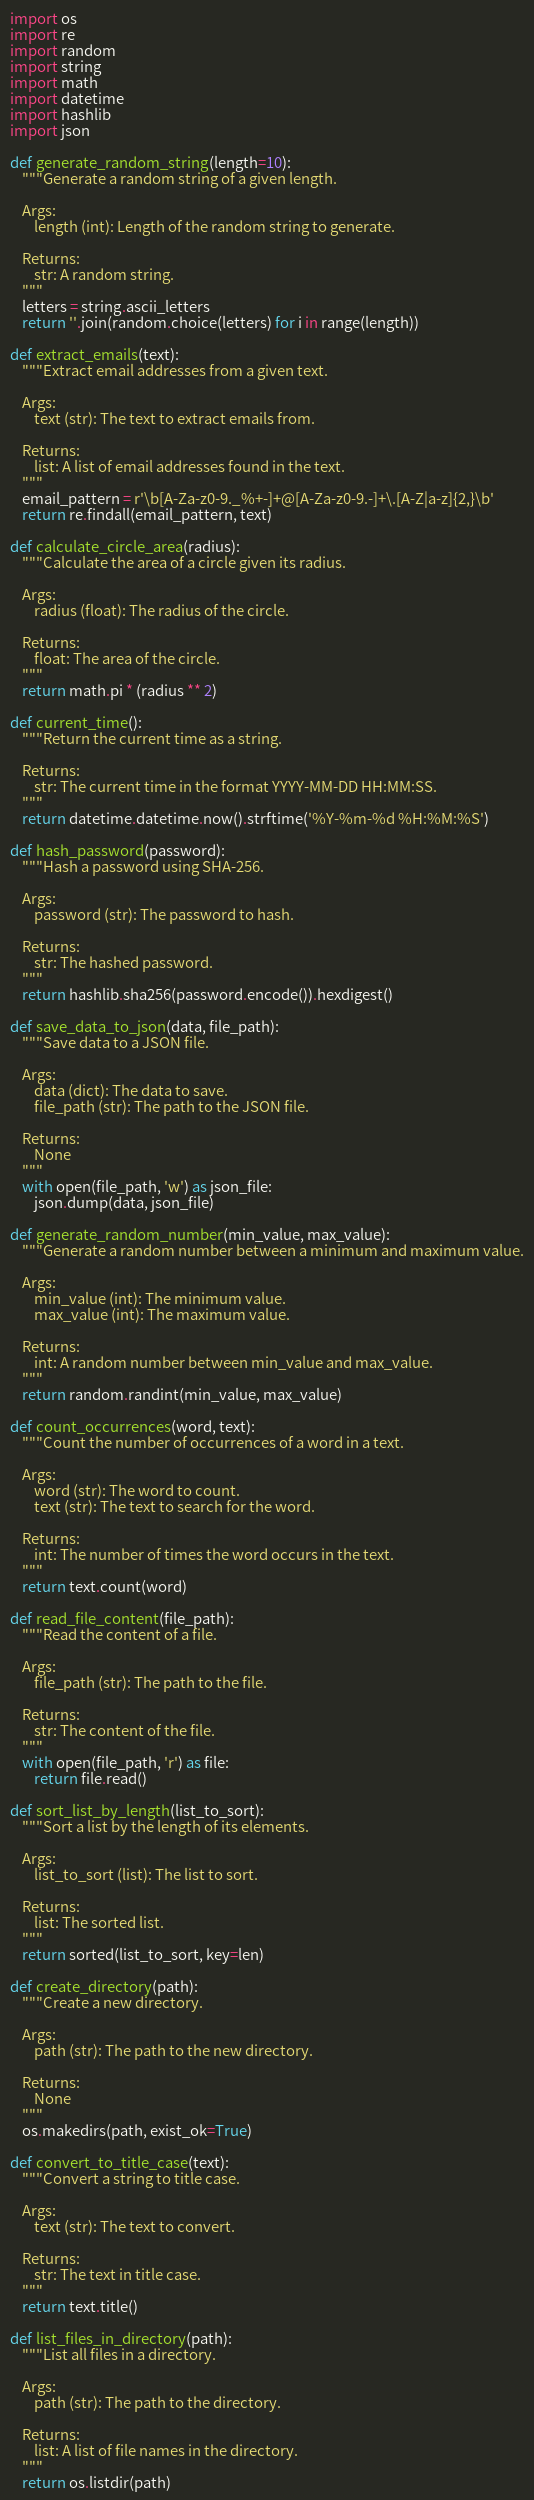 import os
import re
import random
import string
import math
import datetime
import hashlib
import json

def generate_random_string(length=10):
    """Generate a random string of a given length.

    Args:
        length (int): Length of the random string to generate.

    Returns:
        str: A random string.
    """
    letters = string.ascii_letters
    return ''.join(random.choice(letters) for i in range(length))

def extract_emails(text):
    """Extract email addresses from a given text.

    Args:
        text (str): The text to extract emails from.

    Returns:
        list: A list of email addresses found in the text.
    """
    email_pattern = r'\b[A-Za-z0-9._%+-]+@[A-Za-z0-9.-]+\.[A-Z|a-z]{2,}\b'
    return re.findall(email_pattern, text)

def calculate_circle_area(radius):
    """Calculate the area of a circle given its radius.

    Args:
        radius (float): The radius of the circle.

    Returns:
        float: The area of the circle.
    """
    return math.pi * (radius ** 2)

def current_time():
    """Return the current time as a string.

    Returns:
        str: The current time in the format YYYY-MM-DD HH:MM:SS.
    """
    return datetime.datetime.now().strftime('%Y-%m-%d %H:%M:%S')

def hash_password(password):
    """Hash a password using SHA-256.

    Args:
        password (str): The password to hash.

    Returns:
        str: The hashed password.
    """
    return hashlib.sha256(password.encode()).hexdigest()

def save_data_to_json(data, file_path):
    """Save data to a JSON file.

    Args:
        data (dict): The data to save.
        file_path (str): The path to the JSON file.

    Returns:
        None
    """
    with open(file_path, 'w') as json_file:
        json.dump(data, json_file)

def generate_random_number(min_value, max_value):
    """Generate a random number between a minimum and maximum value.

    Args:
        min_value (int): The minimum value.
        max_value (int): The maximum value.

    Returns:
        int: A random number between min_value and max_value.
    """
    return random.randint(min_value, max_value)

def count_occurrences(word, text):
    """Count the number of occurrences of a word in a text.

    Args:
        word (str): The word to count.
        text (str): The text to search for the word.

    Returns:
        int: The number of times the word occurs in the text.
    """
    return text.count(word)

def read_file_content(file_path):
    """Read the content of a file.

    Args:
        file_path (str): The path to the file.

    Returns:
        str: The content of the file.
    """
    with open(file_path, 'r') as file:
        return file.read()

def sort_list_by_length(list_to_sort):
    """Sort a list by the length of its elements.

    Args:
        list_to_sort (list): The list to sort.

    Returns:
        list: The sorted list.
    """
    return sorted(list_to_sort, key=len)

def create_directory(path):
    """Create a new directory.

    Args:
        path (str): The path to the new directory.

    Returns:
        None
    """
    os.makedirs(path, exist_ok=True)

def convert_to_title_case(text):
    """Convert a string to title case.

    Args:
        text (str): The text to convert.

    Returns:
        str: The text in title case.
    """
    return text.title()

def list_files_in_directory(path):
    """List all files in a directory.

    Args:
        path (str): The path to the directory.

    Returns:
        list: A list of file names in the directory.
    """
    return os.listdir(path)